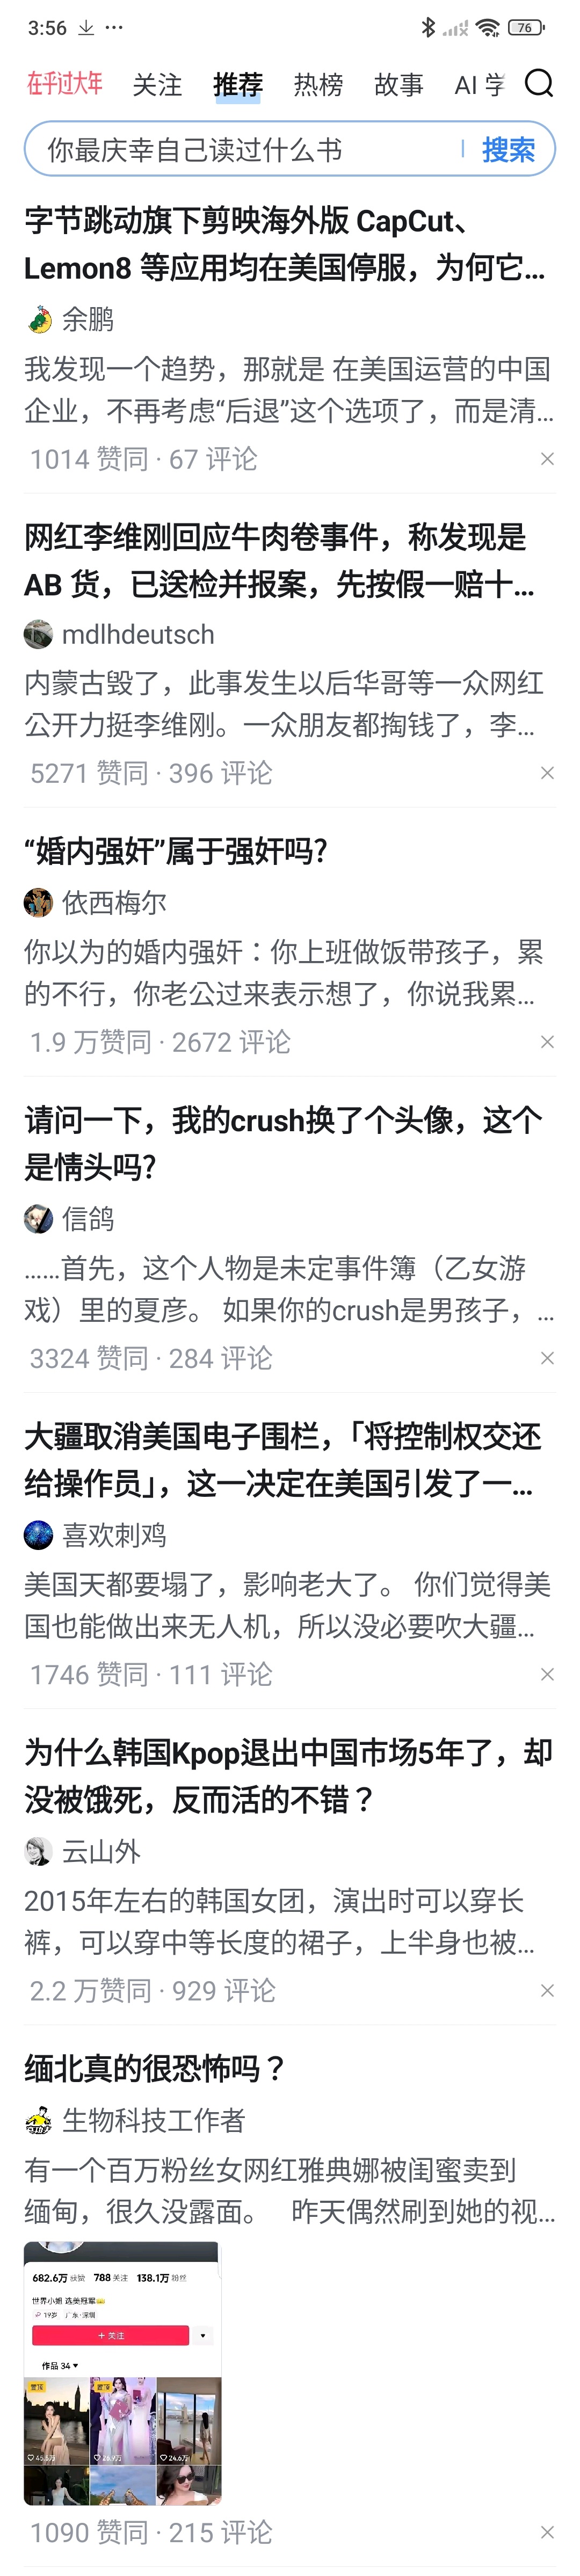 3:56
76
在乎过大年 关注 推荐 热榜 故事 AI 学
你最庆幸自己读过什么书 搜索
字节跳动旗下剪映海外版 CapCut、
Lemon8 等应用均在美国停服，为何它...
余鹏
我发现一个趋势，那就是 在美国运营的中国
企业，不再考虑“后退”这个选项了，而是清...
1014 赞同 · 67 评论
网红李维刚回应牛肉卷事件，称发现是
AB 货，已送检并报案，先按假一赔十...
mdlhdeutsch
内蒙古毁了，此事发生以后华哥等一众网红
公开力挺李维刚。一众朋友都掏钱了，李...
5271 赞同 · 396 评论
“婚内强奸”属于强奸吗?
依西梅尔
你以为的婚内强奸：你上班做饭带孩子，累
的不行，你老公过来表示想了，你说我累...
1.9 万赞同 · 2672 评论
请问一下，我的crush换了个头像，这个
是情头吗?
信鸽
......首先，这个人物是未定事件簿（乙女游
戏）里的夏彦。 如果你的crush是男孩子，...
3324 赞同 · 284 评论
大疆取消美国电子围栏，「将控制权交还
给操作员」，这一决定在美国引发了一...
喜欢刺鸡
美国天都要塌了，影响老大了。 你们觉得美
国也能做出来无人机，所以没必要吹大疆...
1746 赞同 · 111 评论
为什么韩国Kpop退出中国市场5年了，却
没被饿死，反而活的不错？
云山外
2015年左右的韩国女团，演出时可以穿长
裤，可以穿中等长度的裙子，上半身也被...
2.2 万赞同 · 929 评论
缅北真的很恐怖吗？
生物科技工作者
有一个百万粉丝女网红雅典娜被闺蜜卖到
缅甸，很久没露面。 昨天偶然刷到她的视...
682.6万 获赞 788 关注 138.1万 粉丝
世界小姐 选美冠军
19岁 广东·深圳
+ 关注
作品 34
置顶 置顶
45.5万 26.9万 24.6万
1090 赞同 · 215 评论